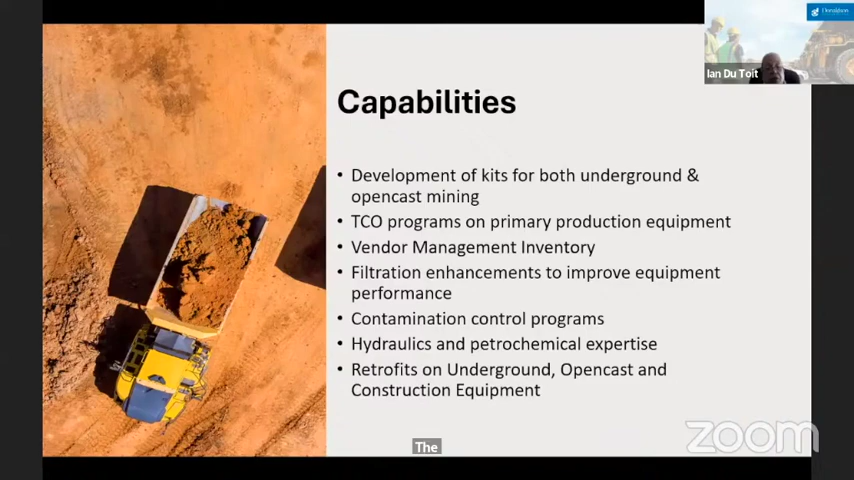 Donaldson
Ian Du Toit
Capabilities
• Development of kits for both underground &
opencast mining
• TCO programs on primary production equipment
• Vendor Management Inventory
• Filtration enhancements to improve equipment
performance
• Contamination control programs
• Hydraulics and petrochemical expertise
• Retrofits on Underground, Opencast and
Construction Equipment
The
zoom